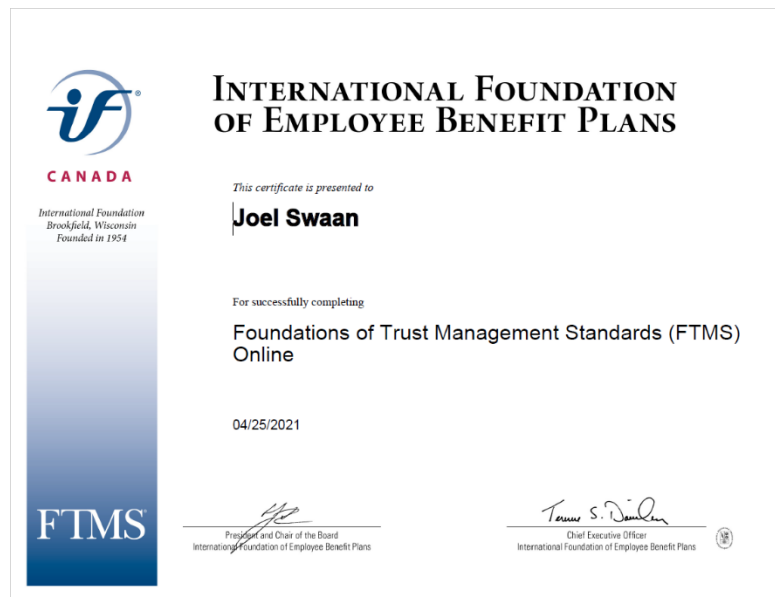 if®
CANADA
International Foundation
Brookfield, Wisconsin
Founded in 1954
INTERNATIONAL FOUNDATION
OF EMPLOYEE BENEFIT PLANS
This certificate is presented to
Joel Swaan
For successfully completing
Foundations of Trust Management Standards (FTMS)
Online
04/25/2021
FTMS
President and Chair of the Board
International Foundation of Employee Benefit Plans
Chief Executive Officer
International Foundation of Employee Benefit Plans